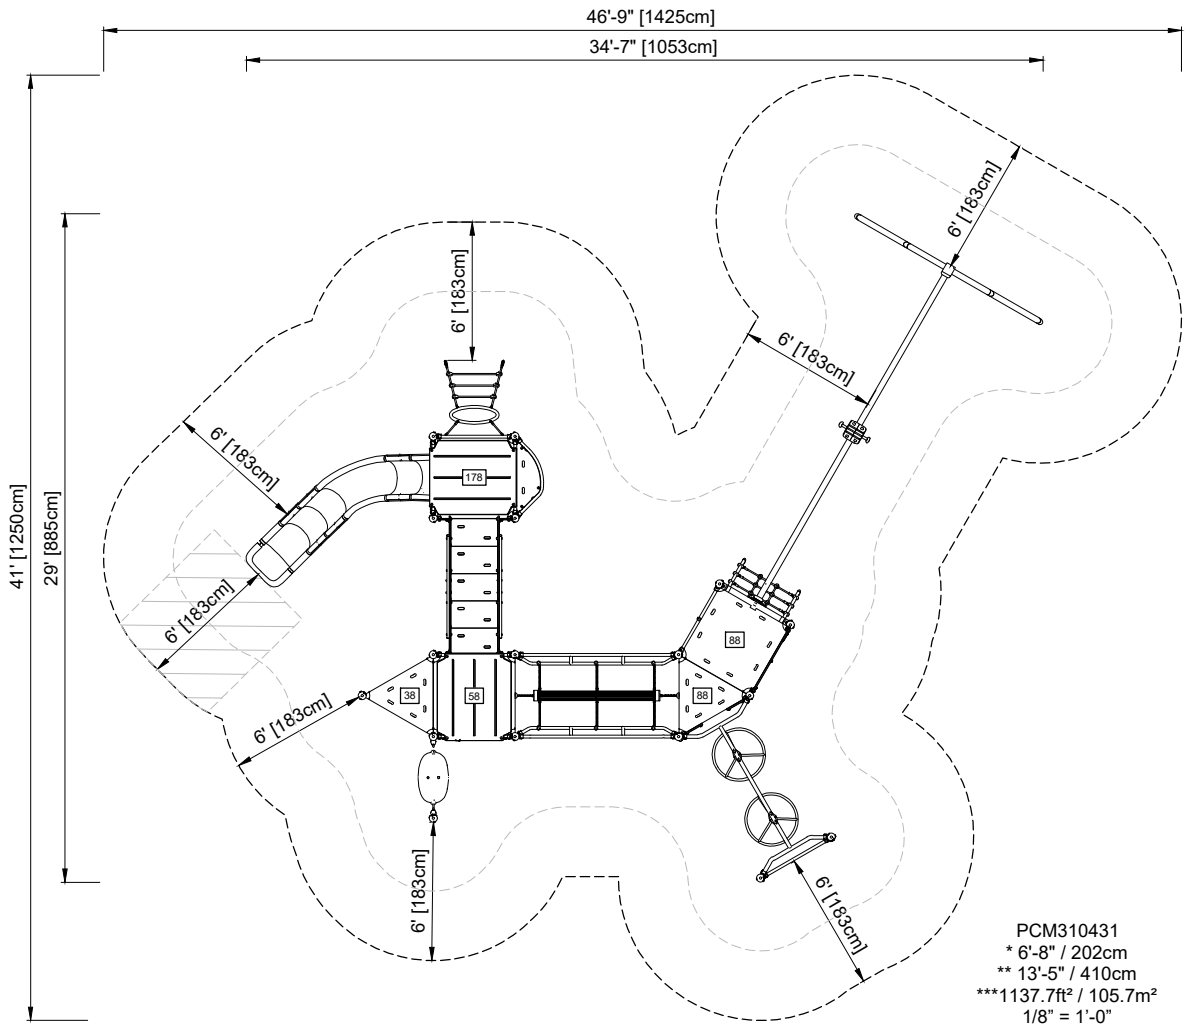 46'-9" [1425cm]
34'-7" [1053cm]
6' [183cm]
6' [183cm]
6' [183cm]
6' [183cm]
178
41' [1250cm]
29' [885cm]
6' [183cm]
88
38
58
88
6' [183cm]
6' [183cm]
6' [183cm]
PCM310431
* 6'-8" / 202cm
** 13'-5" / 410cm
***1137.7ft² / 105.7m²
1/8” = 1’-0”